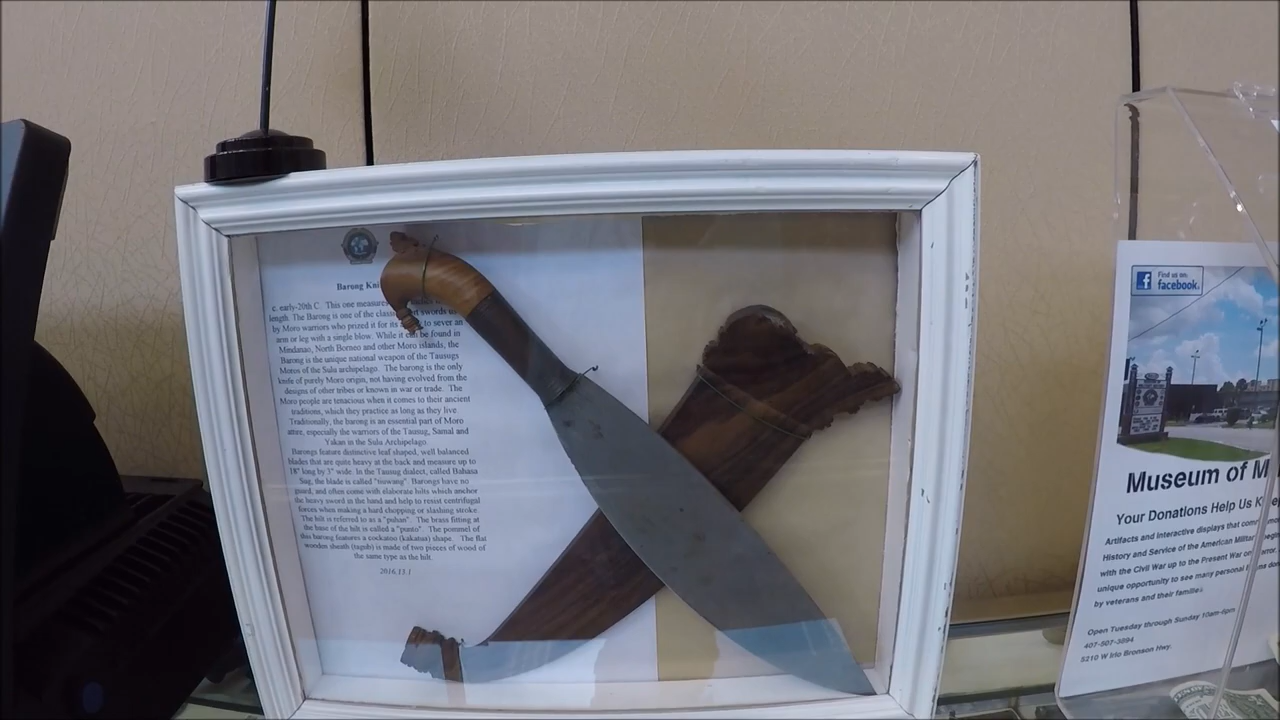 Barong
c. early-20th C. This one measures
length. The Barong is one of the classic swords
by Moro warriors who prized it for its to sever an
arm or leg with a single blow. While it can be found in
Mindanao, North Borneo and other Moro islands, the
Barong is the unique national weapon of the Tausugs
Moros of the Sulu archipelago. The barong is the only
knife of purely Moro origin, not having evolved from the
designs of other tribes or known in war or trade. The
Moro people are tenacious when it comes to their ancient
traditions, which they practice as long as they live.
Traditionally, the barong is an essential part of Moro
attire, especially the warriors of the Tausug, Samal and
Yakan in the Sulu Archipelago.
Barongs feature distinctive leaf shaped, well balanced
blades that are quite heavy at the back and measure up to
18" long by 3" wide. In the Tausug dialect, called Bahasa
Sug, the blade is called "tiuwang". Barongs have no
guard, and often come with elaborate hilts which anchor
the heavy sword in the hand and help to resist centrifugal
forces when making a hard chopping or slashing stroke.
The hilt is referred to as a "puhan". The brass fitting at
the base of the hilt is called a "punto". The pommel of
this barong features a cockatoo (kakatua) shape. The flat
wooden sheath (tagub) is made of two pieces of wood of
the same type as the hilt.
2016.13.1
Find us on:
facebook
Museum of M
Your Donations Help Us
Artifacts and Interactive displays that
History and Service of the American Military
with the Civil War up to the Present War on
unique opportunity to see many personal
by veterans and their families
Open Tuesday through Sunday 10am-6pm
407-507-3894
5210 W Irlo Bronson Hwy.